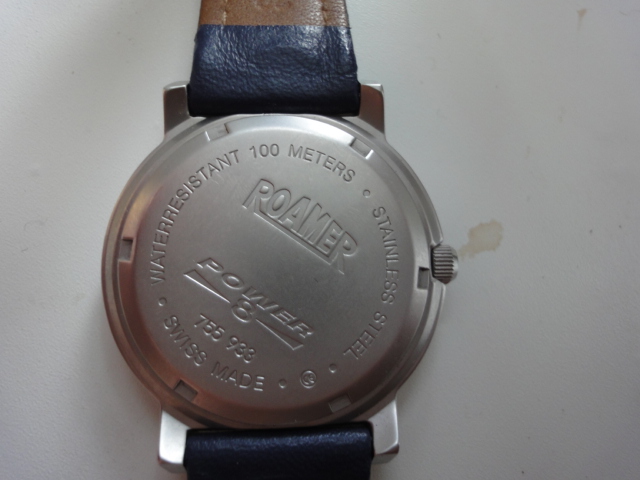 WATERRESISTANT 100 METERS • STAINLESS STEEL • • SWISS MADE •
ROAMER
POWER
8
755 933